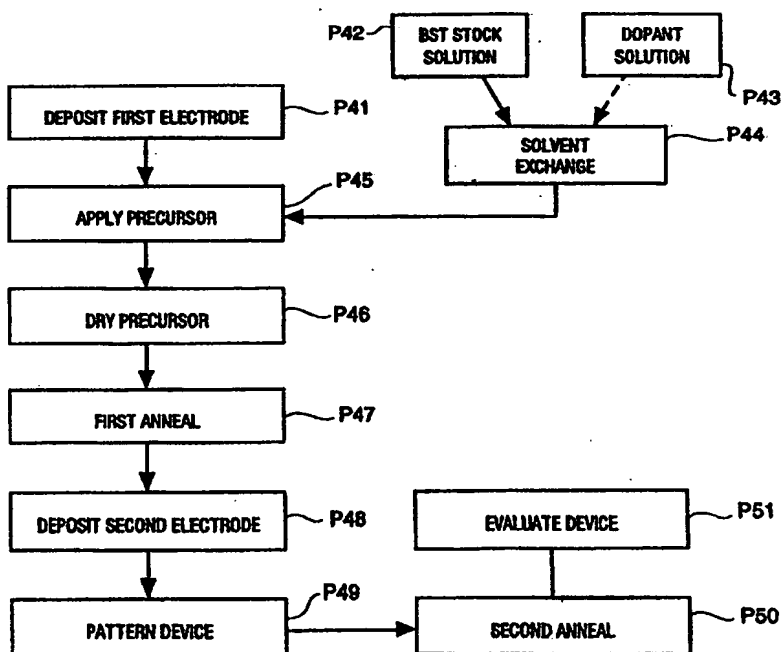 P42
BST STOCK
SOLUTION
DOPANT
SOLUTION
P43
DEPOSIT FIRST ELECTRODE
P41
SOLVENT
EXCHANGE
P44
APPLY PRECURSOR
P45
DRY PRECURSOR
P46
FIRST ANNEAL
P47
DEPOSIT SECOND ELECTRODE
P48
EVALUATE DEVICE
P51
PATTERN DEVICE
P49
SECOND ANNEAL
P50